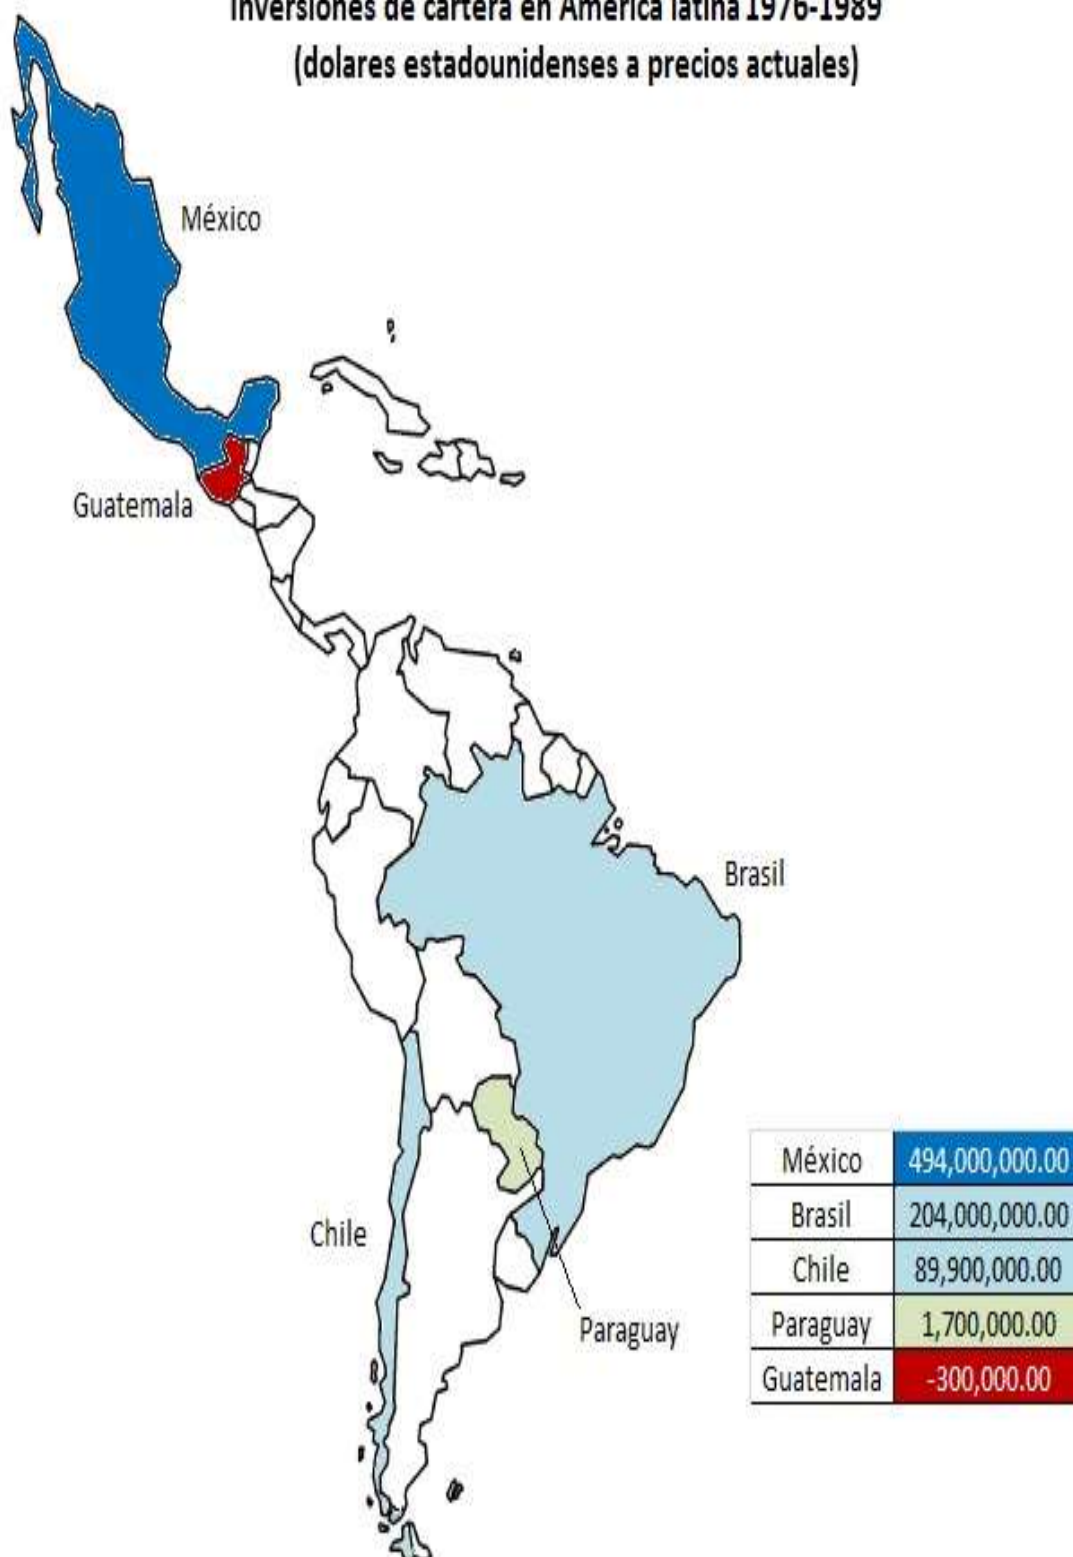 Inversiones de cartera en América latina 1976-1989
(dolares estadounidenses a precios actuales)
México
Guatemala
Brasil
Chile
Paraguay
México 494,000,000.00
Brasil 204,000,000.00
Chile 89,900,000.00
Paraguay 1,700,000.00
Guatemala -300,000.00